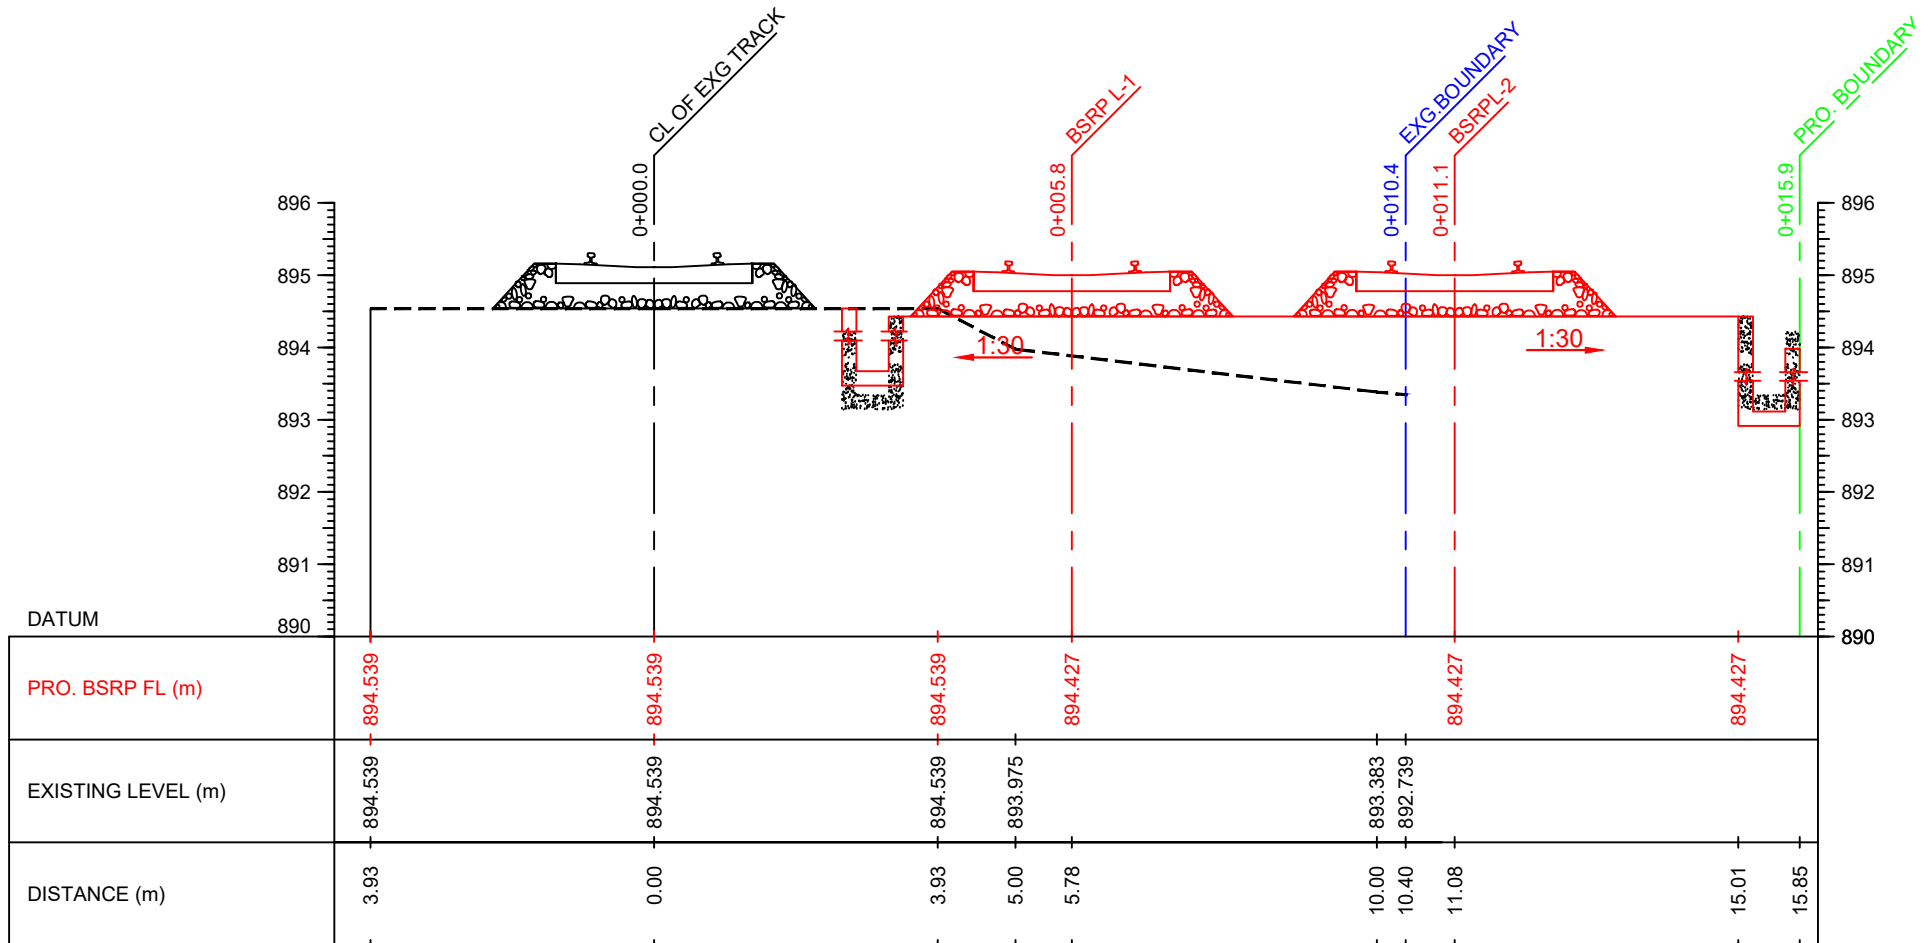 CL OF EXG TRACK
BSRP L-1
EXG.BOUNDARY
BSRPL-2
PRO. BOUNDARY
0+000.0
0+005.8
0+010.4
0+011.1
0+015.9
896 896
895 895
894 894
1:30 1:30
893 893
892 892
891 891
DATUM
890 890
PRO. BSRP FL (m) 894.539 894.539 894.539 894.427 894.427 894.427
EXISTING LEVEL (m) 894.539 894.539 894.539 893.975 893.383 892.739
DISTANCE (m) 3.93 0.00 3.93 5.00 5.78 10.00 10.40 11.08 15.01 15.85